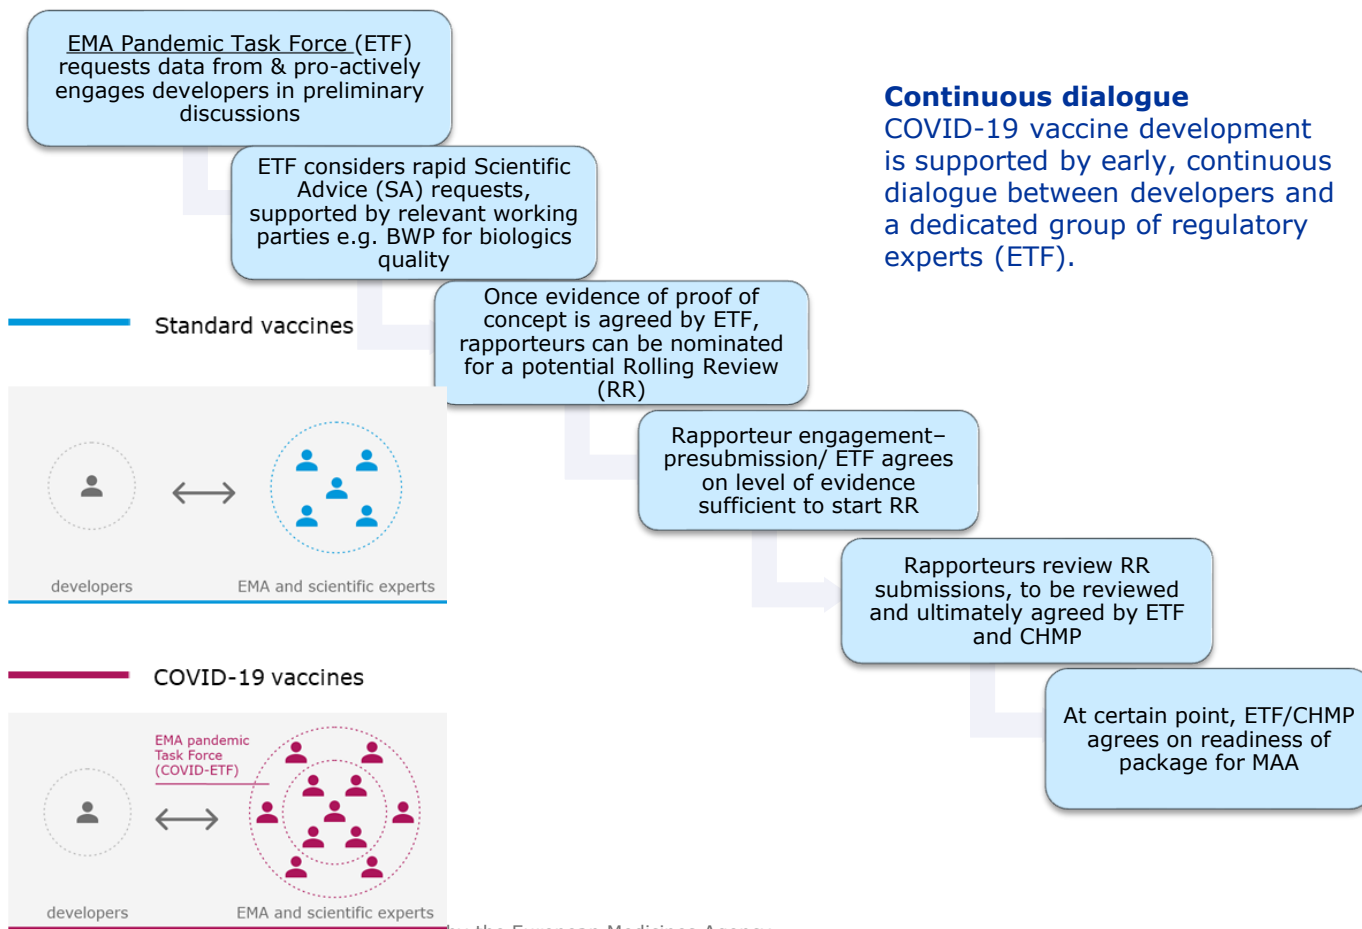 EMA Pandemic Task Force (ETF)
requests data from & pro-actively
engages developers in preliminary
discussions
Continuous dialogue
COVID-19 vaccine development
is supported by early, continuous
dialogue between developers and
a dedicated group of regulatory
experts (ETF).
ETF considers rapid Scientific
Advice (SA) requests,
supported by relevant working
parties e.g. BWP for biologics
quality
Once evidence of proof of
concept is agreed by ETF,
rapporteurs can be nominated
for a potential Rolling Review
(RR)
Rapporteur engagement–
presubmission/ ETF agrees
on level of evidence
sufficient to start RR
Rapporteurs review RR
submissions, to be reviewed
and ultimately agreed by ETF
and CHMP
At certain point, ETF/CHMP
agrees on readiness of
package for MAA
Standard vaccines
developers
EMA and scientific experts
COVID-19 vaccines
EMA pandemic
Task Force
(COVID-ETF)
developers
EMA and scientific experts
by the European Medicines Agency